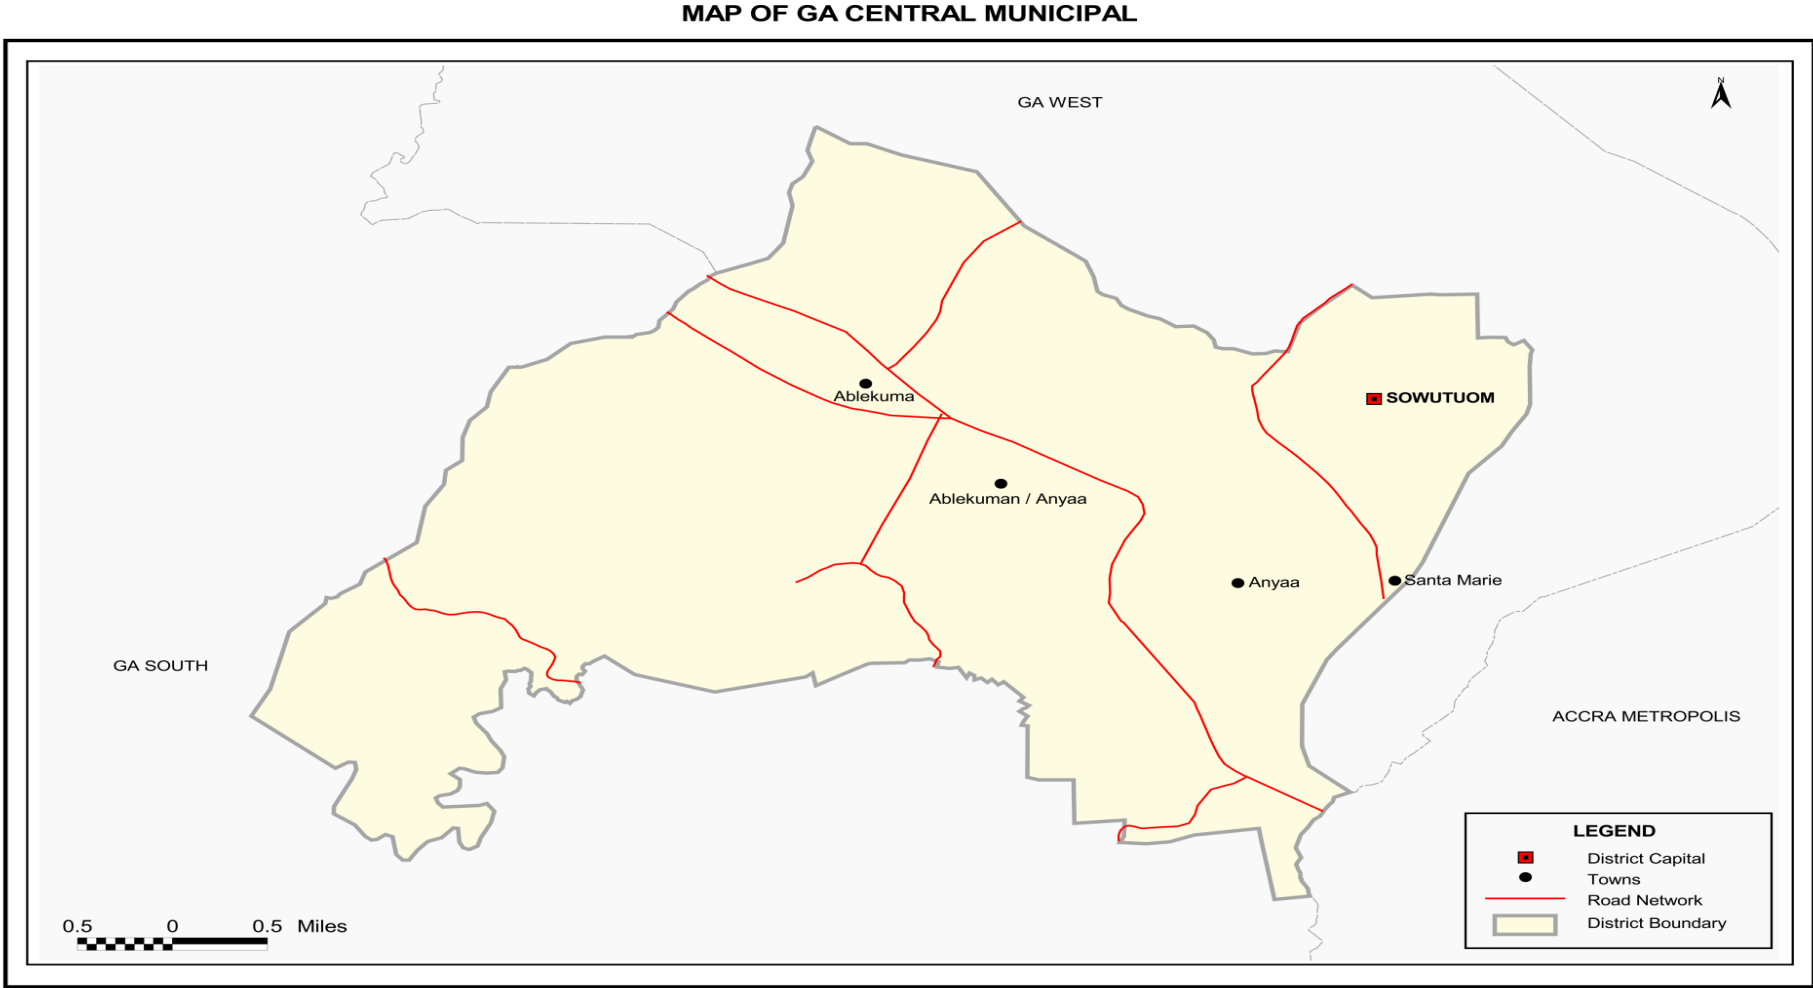 MAP OF GA CENTRAL MUNICIPAL
N
GA WEST
Ablekuma
SOWUTUOM
Ablekuman / Anyaa
Anyaa
Santa Marie
GA SOUTH
ACCRA METROPOLIS
LEGEND
District Capital
Towns
Road Network
District Boundary
0.5 0 0.5 Miles